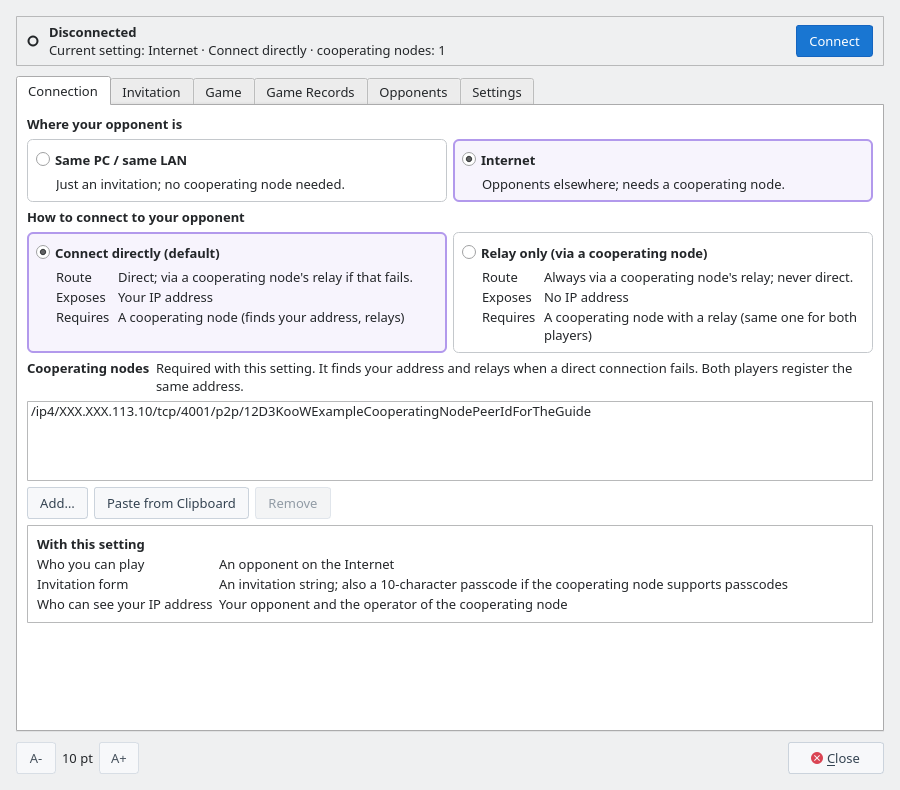 Disconnected
Current setting: Internet · Connect directly · cooperating nodes: 1
Connect
Connection
Invitation
Game
Game Records
Opponents
Settings
Where your opponent is
Same PC / same LAN
Just an invitation; no cooperating node needed.
Internet
Opponents elsewhere; needs a cooperating node.
How to connect to your opponent
Connect directly (default)
Route Direct; via a cooperating node's relay if that fails.
Exposes Your IP address
Requires A cooperating node (finds your address, relays)
Relay only (via a cooperating node)
Route Always via a cooperating node's relay; never direct.
Exposes No IP address
Requires A cooperating node with a relay (same one for both
players)
Cooperating nodes Required with this setting. It finds your address and relays when a direct connection fails. Both players register the
same address.
/ip4/XXX.XXX.113.10/tcp/4001/p2p/12D3KooWExampleCooperatingNodePeerIdForTheGuide
Add...
Paste from Clipboard
Remove
With this setting
Who you can play An opponent on the Internet
Invitation form An invitation string; also a 10-character passcode if the cooperating node supports passcodes
Who can see your IP address Your opponent and the operator of the cooperating node
A-
10 pt
A+
Close